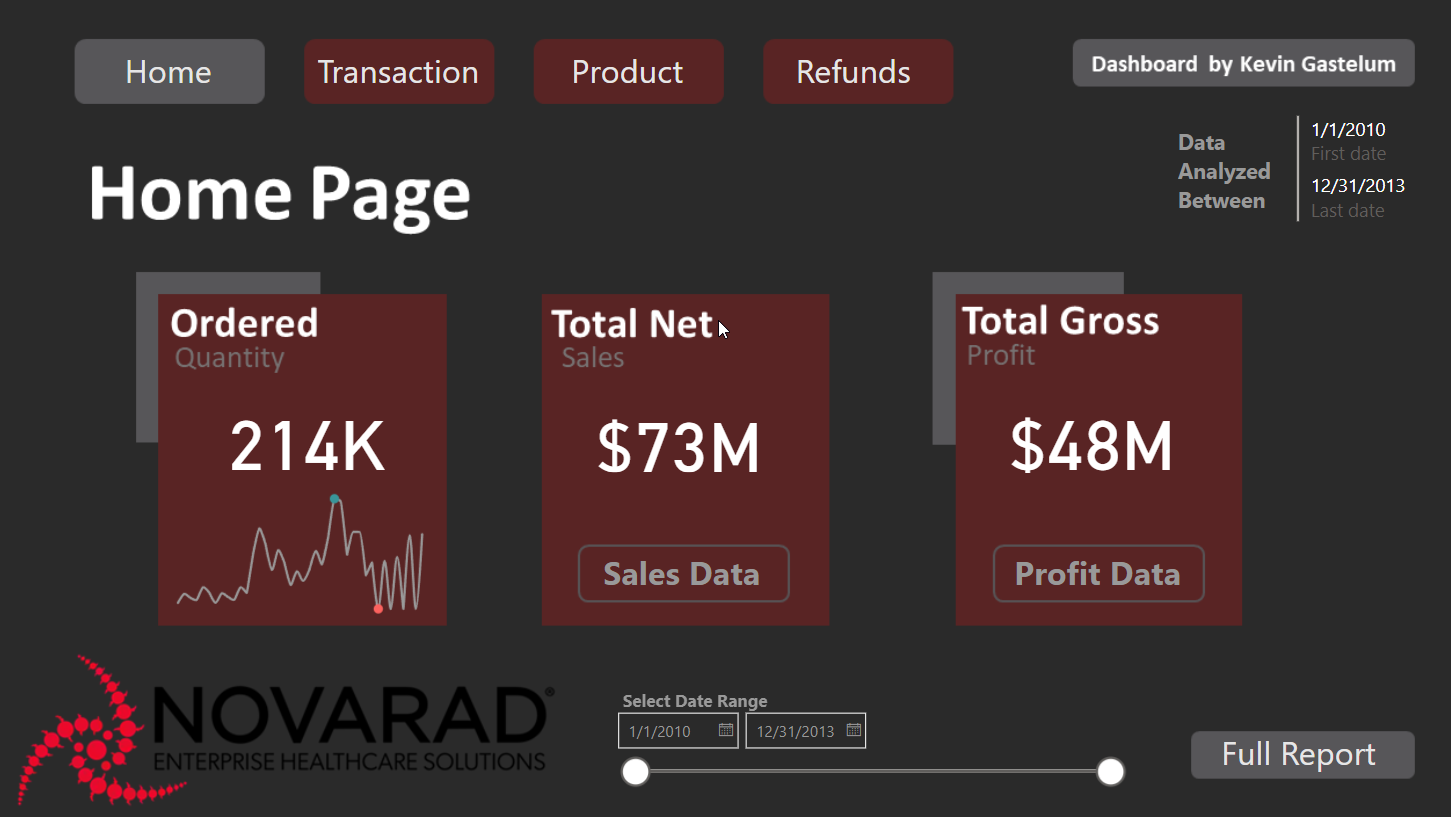 Home
Transaction
Product
Refunds
Dashboard by Kevin Gastelum
Data
Analyzed
Between
1/1/2010
First date
12/31/2013
Last date
Home Page
Ordered
Quantity
214K
Total Net
Sales
$73M
Sales Data
Total Gross
Profit
$48M
Profit Data
NOVARAD®
ENTERPRISE HEALTHCARE SOLUTIONS
Select Date Range
1/1/2010
12/31/2013
Full Report